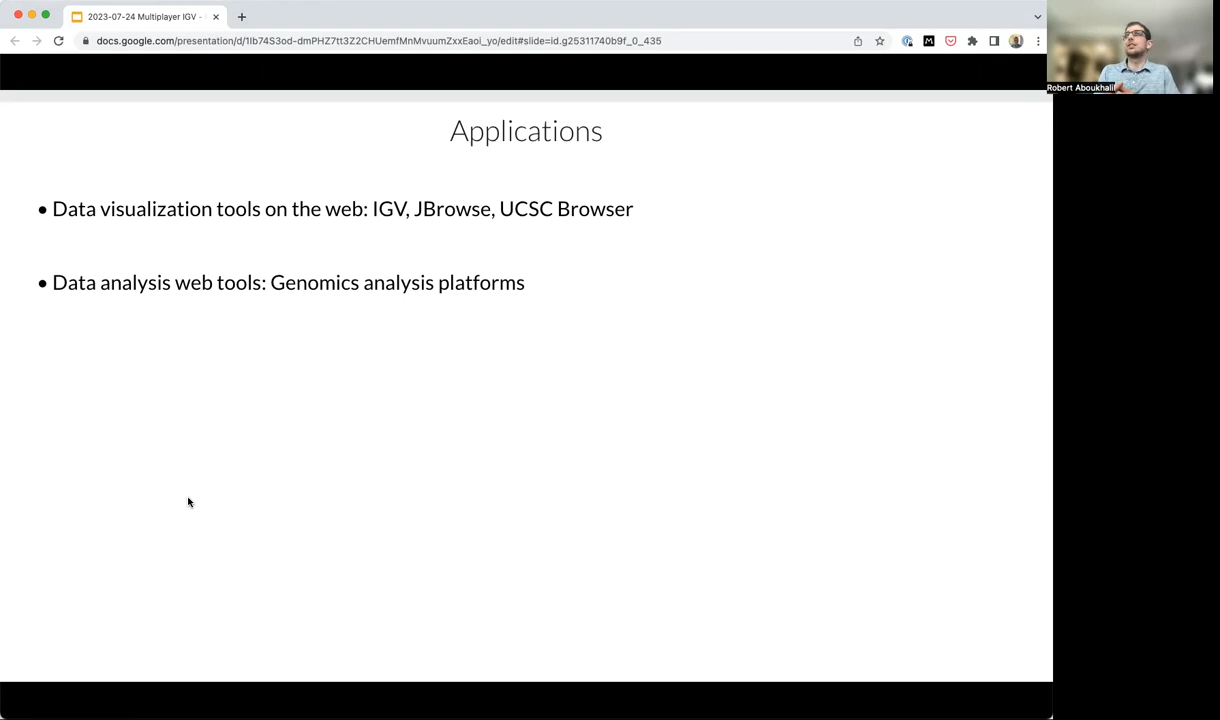 2023-07-24 Multiplayer IGV -
docs.google.com/presentation/d/1Ib74S3od-dmPHZ7tt3Z2CHUemfMnMvuumZxxEaoi_yo/edit#slide=id.g25311740b9f_0_435
Robert Aboukhalil
Applications
• Data visualization tools on the web: IGV, JBrowse, UCSC Browser
• Data analysis web tools: Genomics analysis platforms